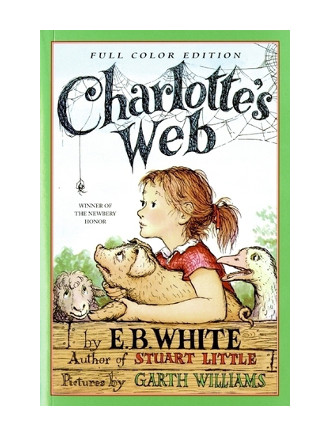 FULL COLOR EDITION
Charlotte's
Web
WINNER OF
THE NEWBERY
HONOR
by E.B. WHITE
Author of STUART LITTLE
Pictures by GARTH WILLIAMS